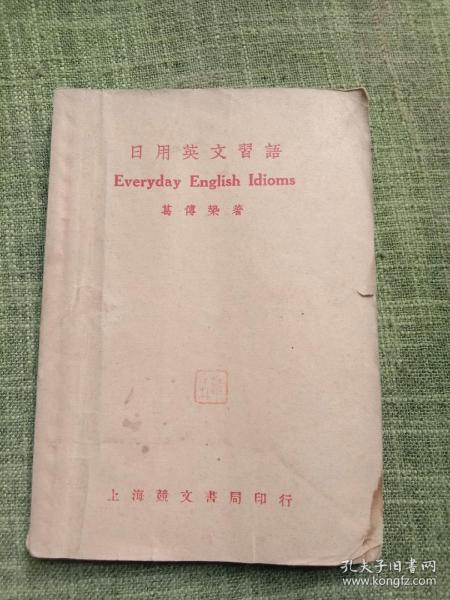 日用英文習語
Everyday English Idioms
葛傳槼著
上海競文書局印行
孔夫子旧书网
www.kongfz.com